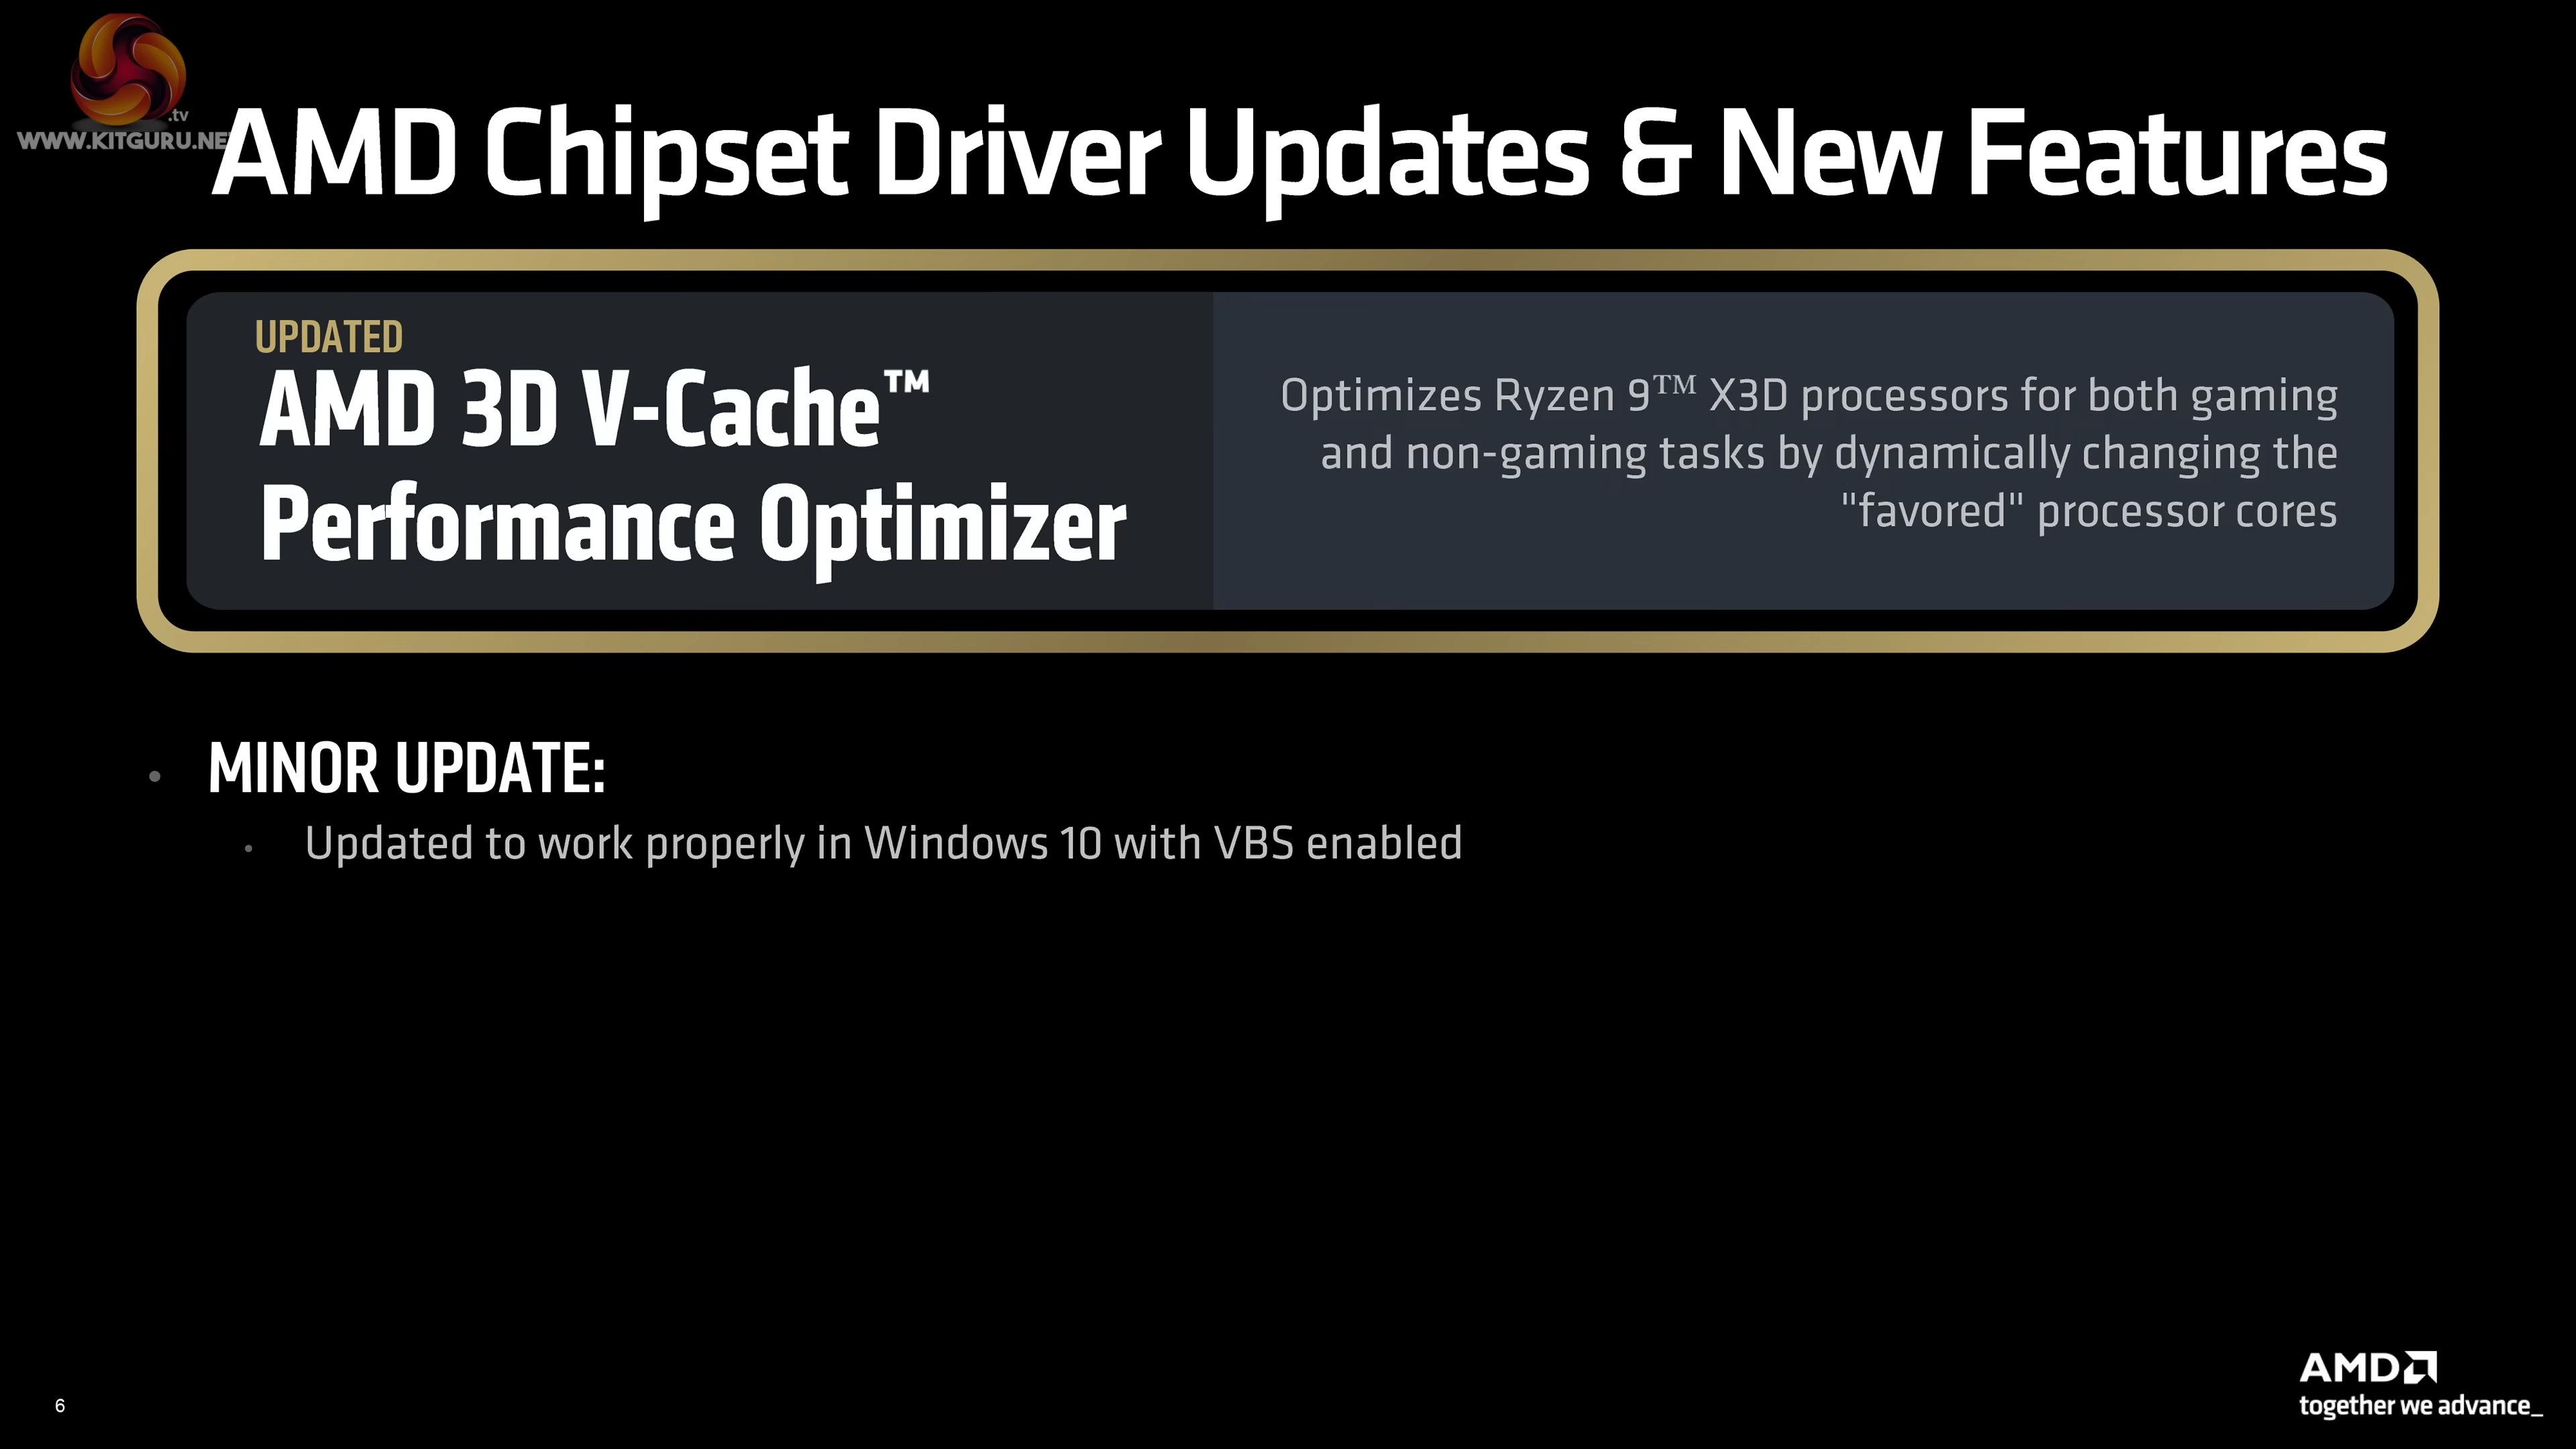 .tv
WWW.KITGURU.NE
AMD Chipset Driver Updates & New Features
UPDATED
AMD 3D V-Cache™
Performance Optimizer
Optimizes Ryzen 9™ X3D processors for both gaming
and non-gaming tasks by dynamically changing the
"favored" processor cores
• MINOR UPDATE:
• Updated to work properly in Windows 10 with VBS enabled
6
AMD
together we advance_